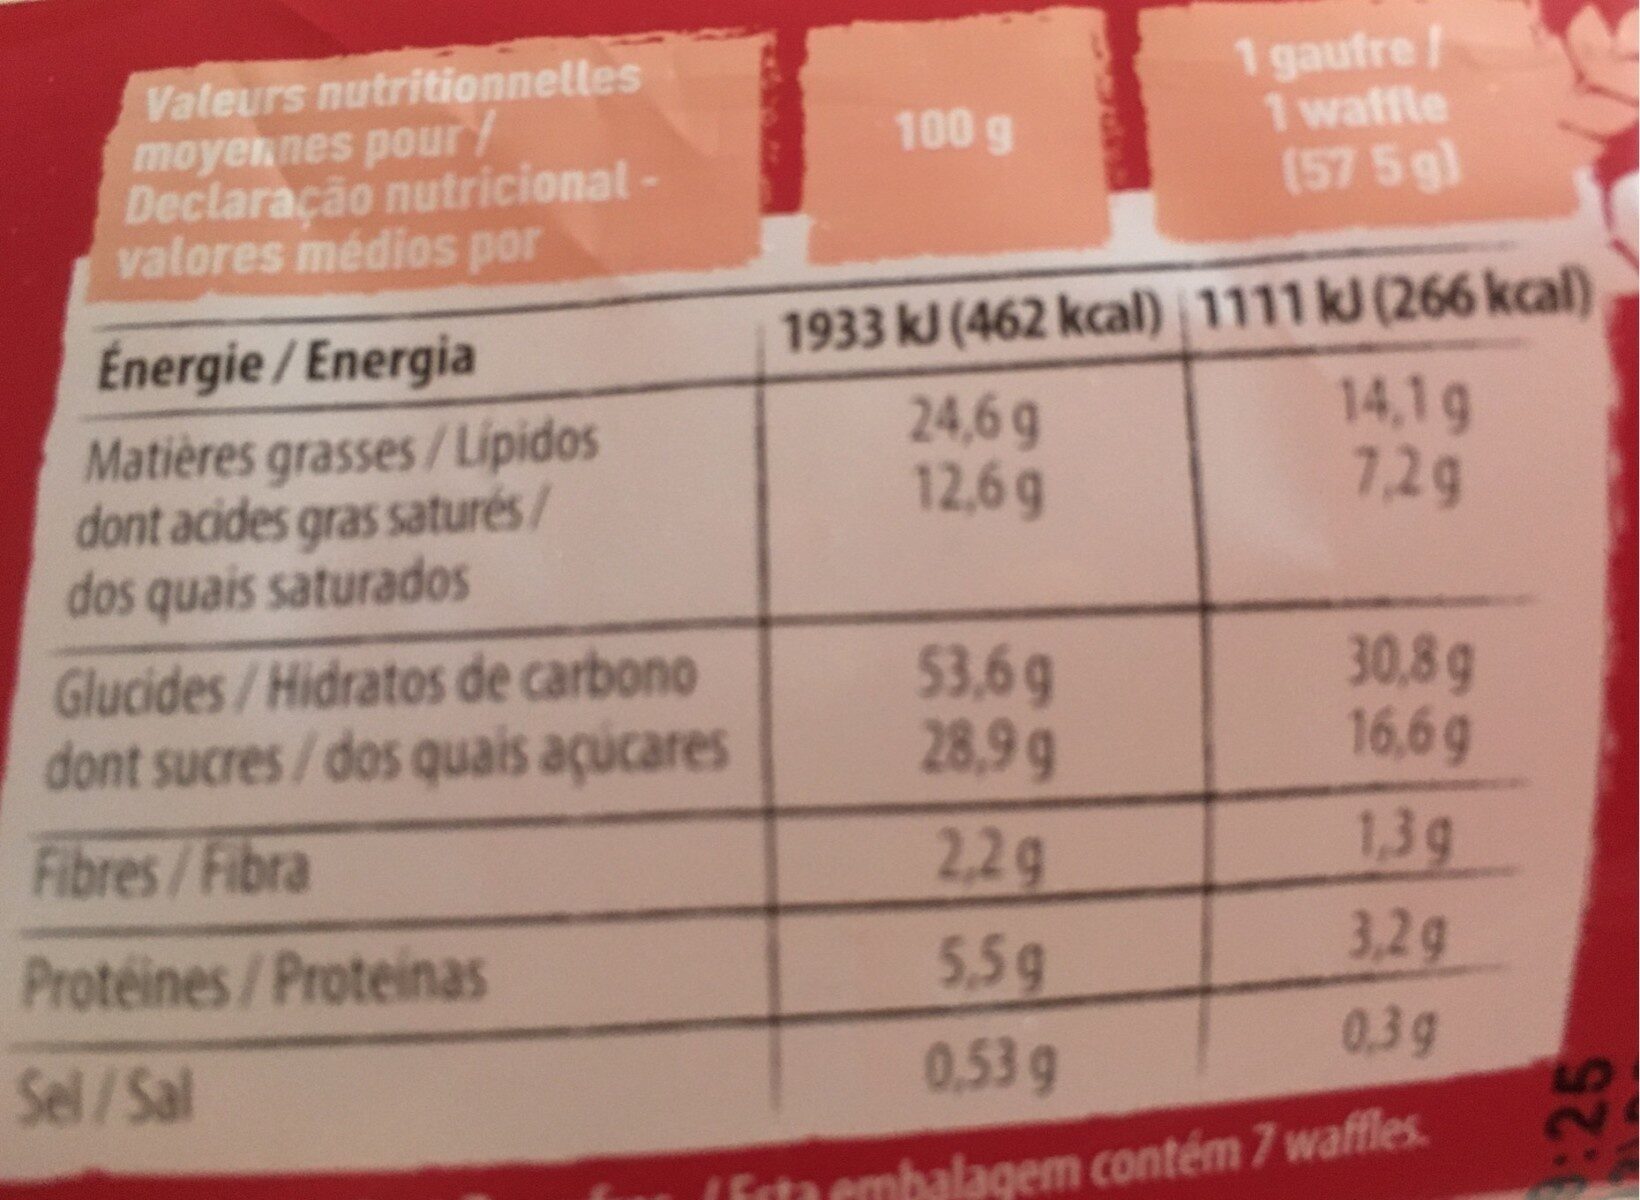 Valeurs nutritionnelles
moyennes pour /
Declaração nutricional -
valores médios por
100 g
1 gaufre /
1 waffle
(57 5 g)
Énergie / Energia 1933 kJ (462 kcal) 1111 kJ (266 kcal)
Matières grasses / Lípidos 24,6 g 14,1 g
dont acides gras saturés / 12,6 g 7,2 g
dos quais saturados
Glucides / Hidratos de carbono 53,6 g 30,8 g
dont sucres / dos quais açúcares 28,9 g 16,6 g
Fibres / Fibra 2,2 g 1,3 g
Protéines / Proteínas 5,5 g 3,2 g
Sel / Sal 0,53 g 0,3 g
/ Esta embalagem contém 7 waffles.
:25